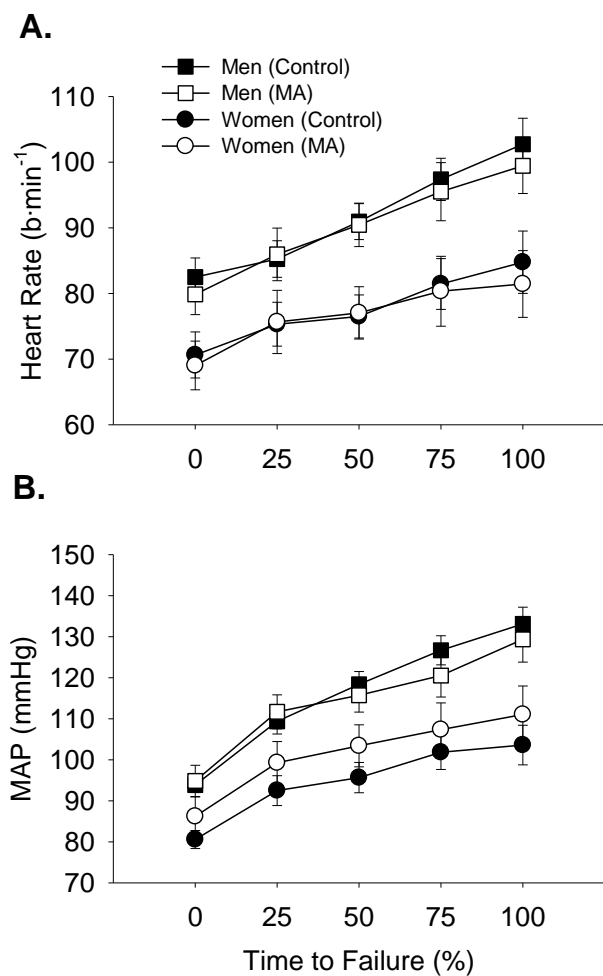 A.
Men (Control)
Men (MA)
Women (Control)
Women (MA)
Heart Rate (b·min⁻¹)
110
100
90
80
70
60
0 25 50 75 100
B.
MAP (mmHg)
150
140
130
120
110
100
90
80
70
0 25 50 75 100
Time to Failure (%)